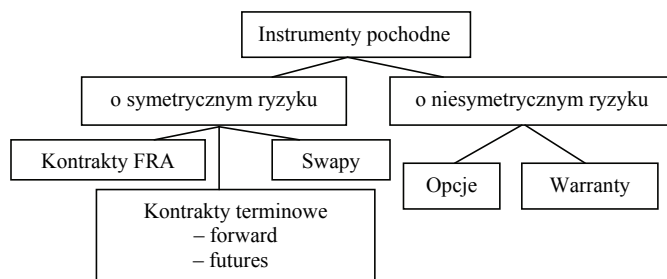 Instrumenty pochodne
o symetrycznym ryzyku
o niesymetrycznym ryzyku
Kontrakty FRA
Swapy
Opcje
Warranty
Kontrakty terminowe
– forward
– futures